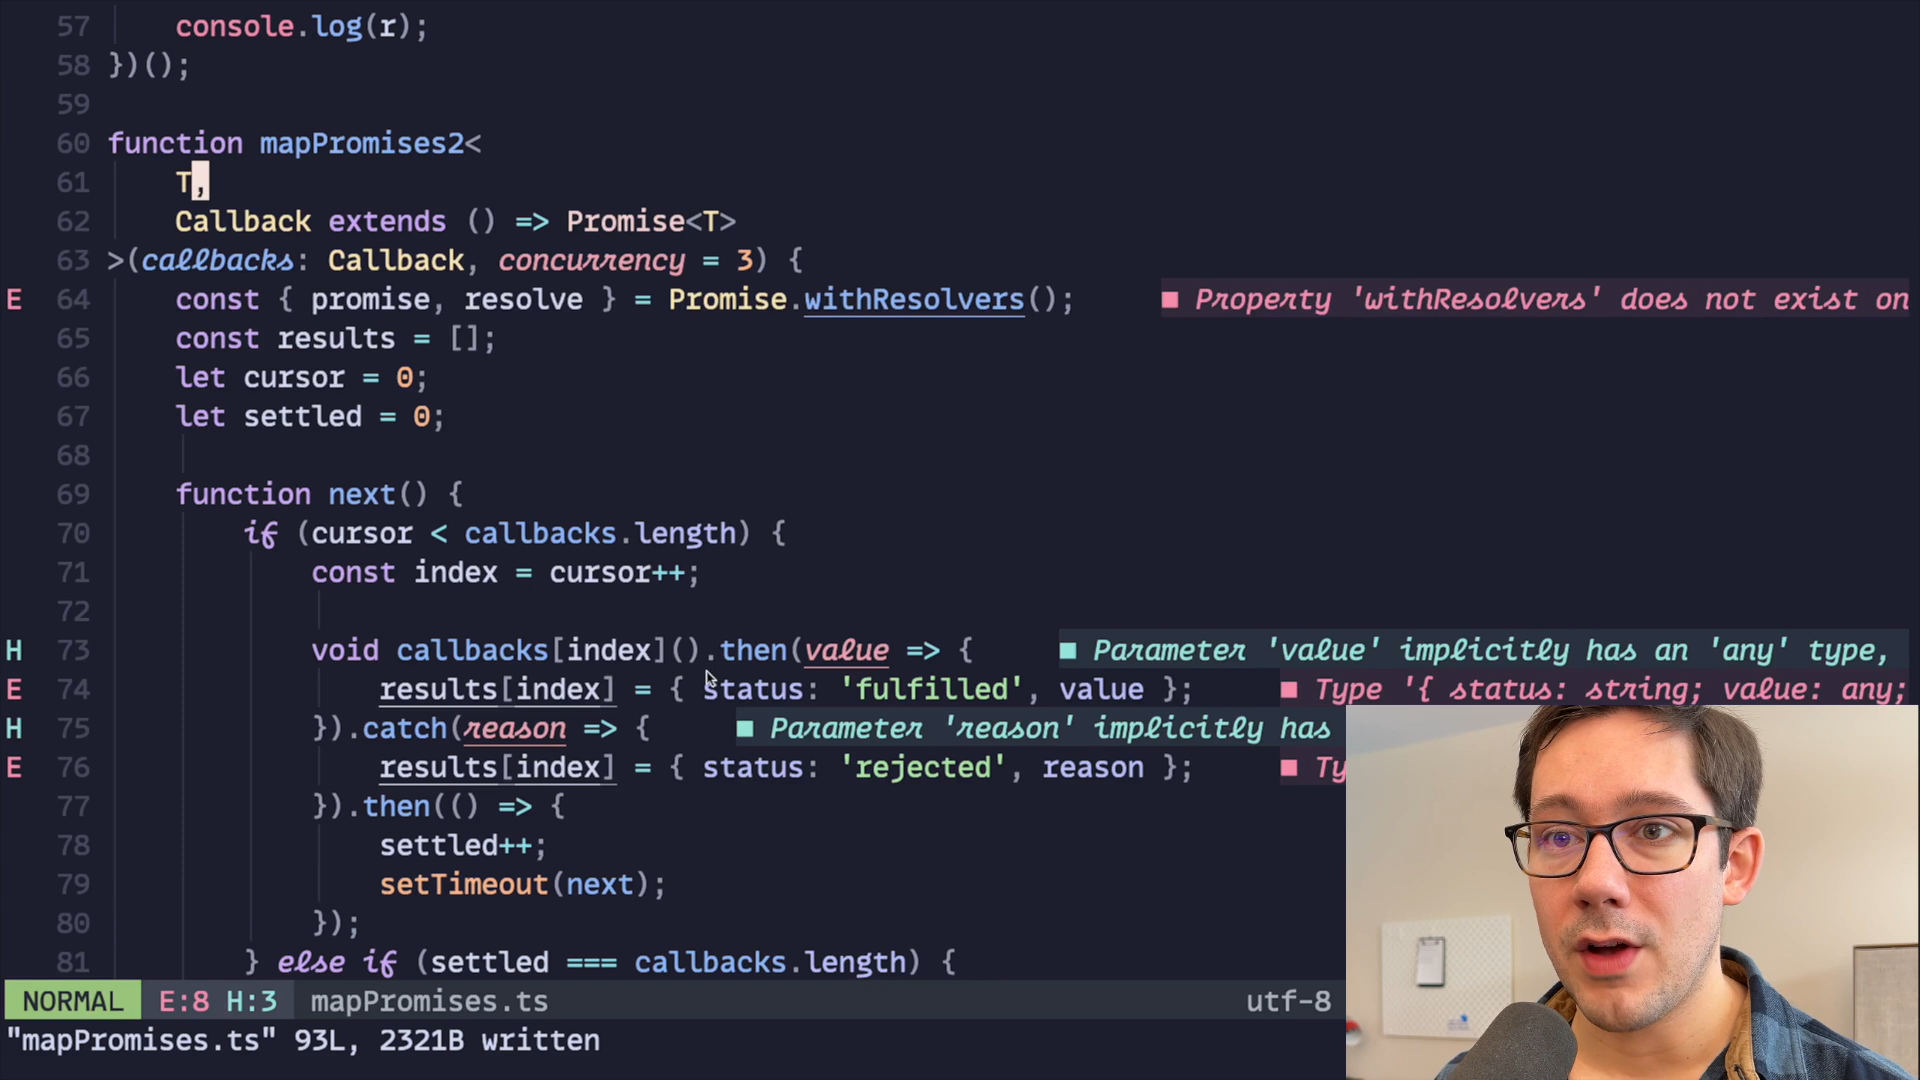 57 console.log(r);
58 })();
59
60 function mapPromises2<
61 T,
62 Callback extends () => Promise<T>
63 >(callbacks: Callback, concurrency = 3) {
E 64 const { promise, resolve } = Promise.withResolvers(); ■ Property 'withResolvers' does not exist on
65 const results = [];
66 let cursor = 0;
67 let settled = 0;
68
69 function next() {
70 if (cursor < callbacks.length) {
71 const index = cursor++;
72
H 73 void callbacks[index]().then(value => { ■ Parameter 'value' implicitly has an 'any' type,
E 74 results[index] = { status: 'fulfilled', value }; ■ Type '{ status: string; value: any;
H 75 }).catch(reason => { ■ Parameter 'reason' implicitly has
E 76 results[index] = { status: 'rejected', reason }; ■ Ty
77 }).then(() => {
78 settled++;
79 setTimeout(next);
80 });
81 } else if (settled === callbacks.length) {
NORMAL E:8 H:3 mapPromises.ts utf-8
"mapPromises.ts" 93L, 2321B written